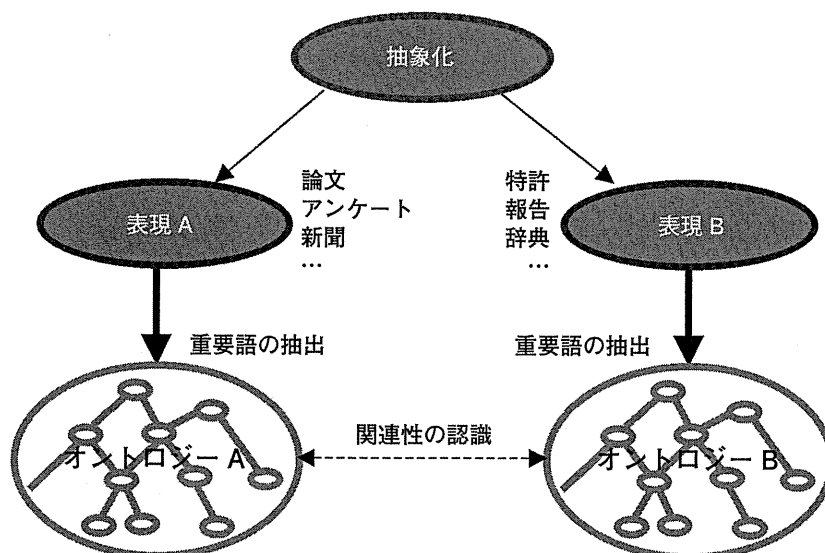 抽象化
論文
アンケート
新聞
…
特許
報告
辞典
…
表現 A
表現 B
重要語の抽出
重要語の抽出
関連性の認識
オントロジー A
オントロジー B